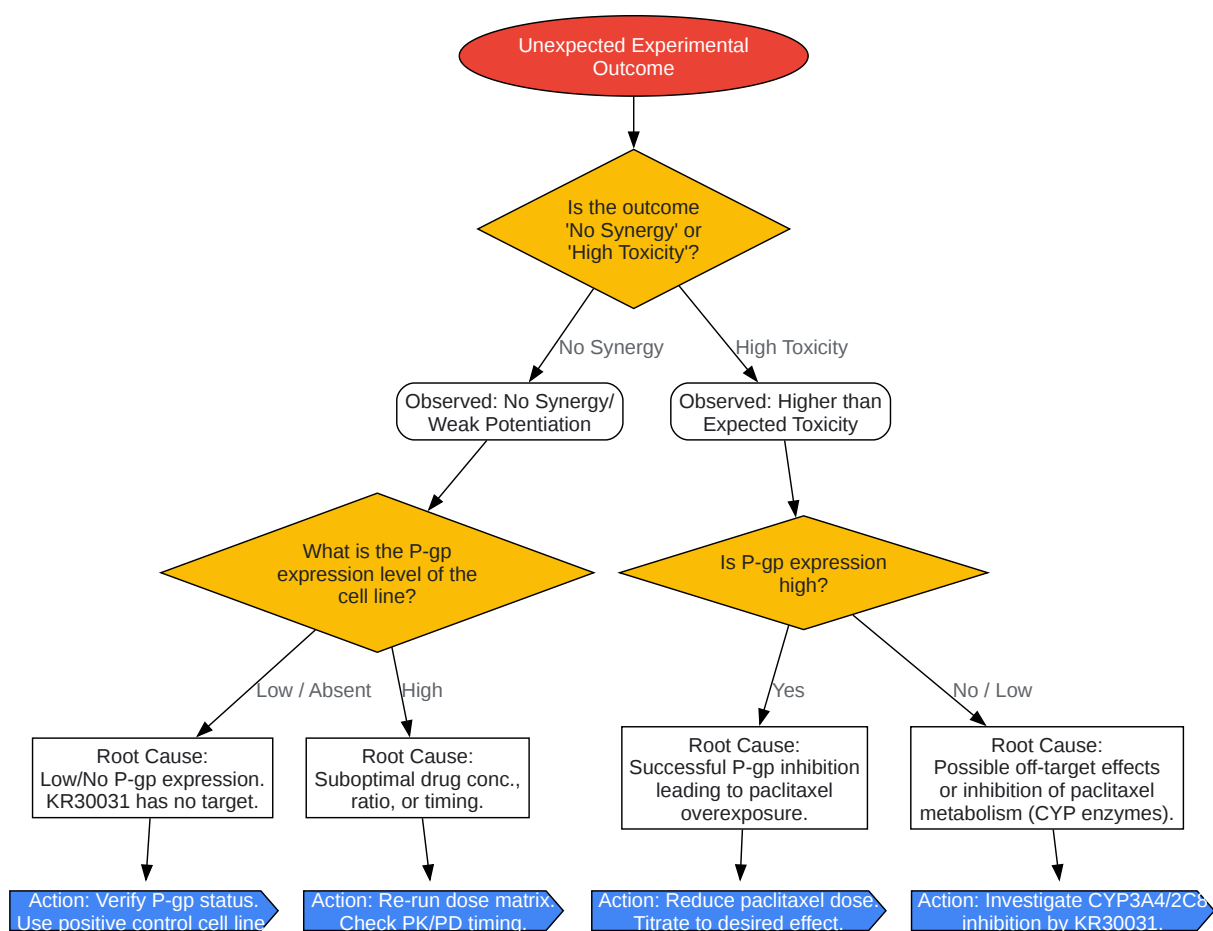 Unexpected Experimental
Outcome
Is the outcome
'No Synergy' or
'High Toxicity'?
No Synergy
High Toxicity
Observed: No Synergy/
Weak Potentiation
Observed: Higher than
Expected Toxicity
What is the P-gp
expression level of the
cell line?
Is P-gp expression
high?
Low / Absent
High
Yes
No / Low
Root Cause:
Low/No P-gp expression.
KR30031 has no target.
Root Cause:
Suboptimal drug conc.,
ratio, or timing.
Root Cause:
Successful P-gp inhibition
leading to paclitaxel
overexposure.
Root Cause:
Possible off-target effects
or inhibition of paclitaxel
metabolism (CYP enzymes).
Action: Verify P-gp status.
Use positive control cell line
Action: Re-run dose matrix.
Check PK/PD timing.
Action: Reduce paclitaxel dose.
Titrate to desired effect.
Action: Investigate CYP3A4/2C8
inhibition by KR30031.